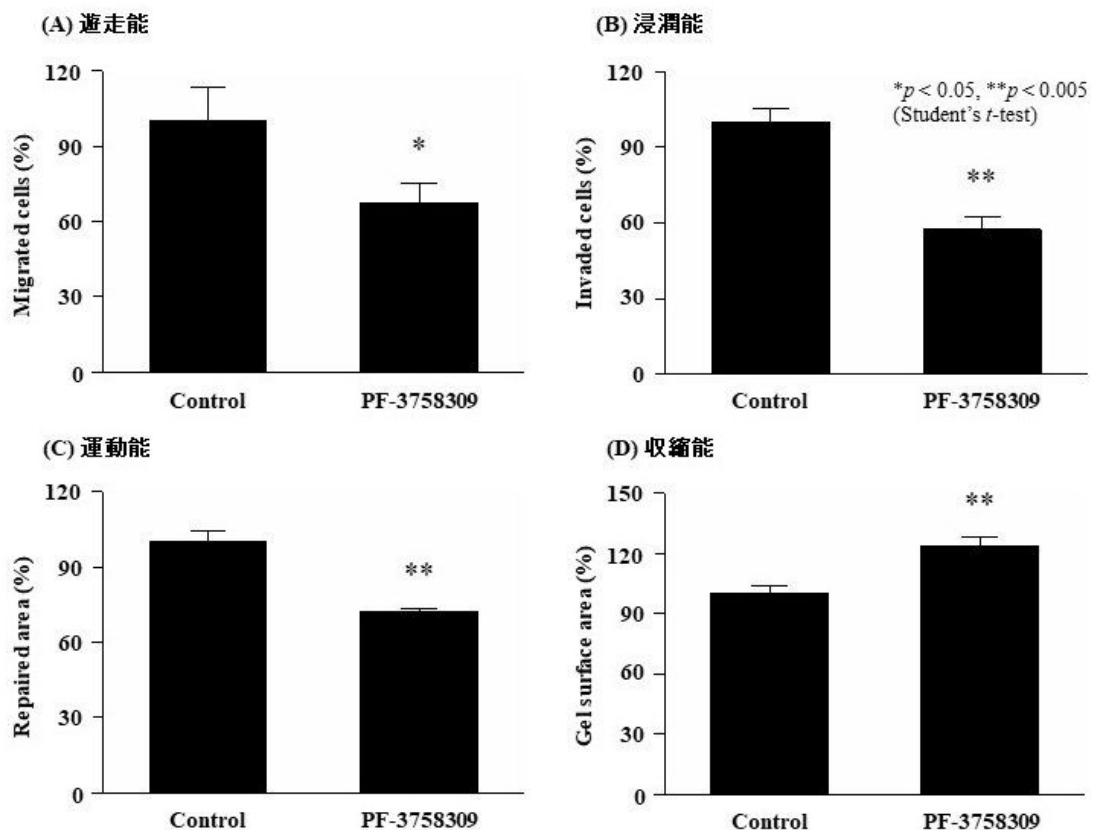 (A) 遊走能
120
90
60
30
0
Migrated cells (%)
*
Control
PF-3758309
(B) 浸潤能
120
90
60
30
0
Invaded cells (%)
*p < 0.05, **p < 0.005
(Student’s t-test)
**
Control
PF-3758309
(C) 運動能
120
90
60
30
0
Repaired area (%)
**
Control
PF-3758309
(D) 収縮能
150
120
90
60
30
0
Gel surface area (%)
**
Control
PF-3758309